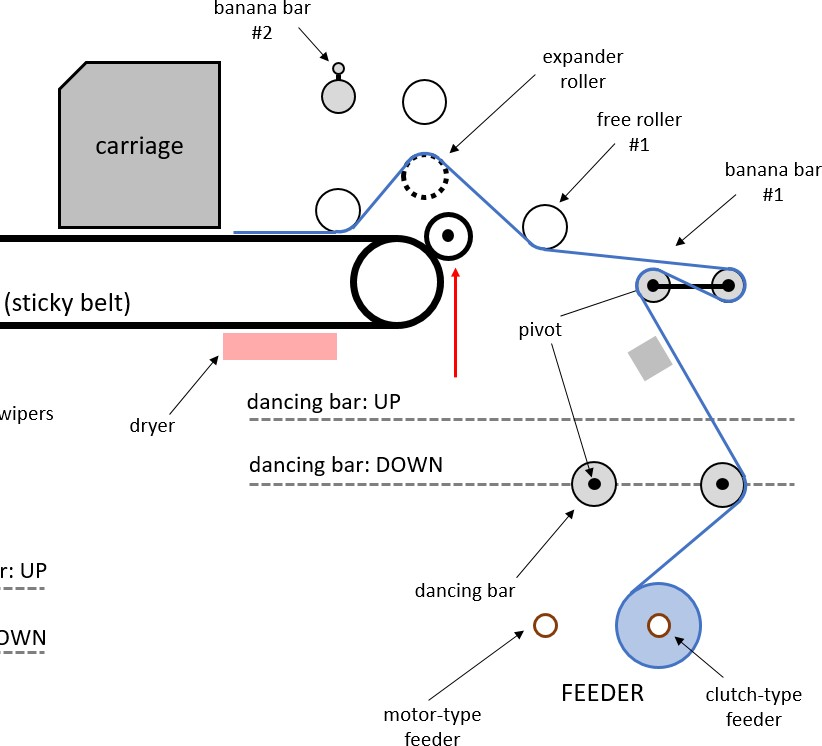 banana bar
#2
expander
roller
carriage
free roller
#1
banana bar
#1
(sticky belt)
pivot
wipers
dryer
dancing bar: UP
dancing bar: DOWN
r: UP
OWN
dancing bar
motor-type
feeder
FEEDER
clutch-type
feeder